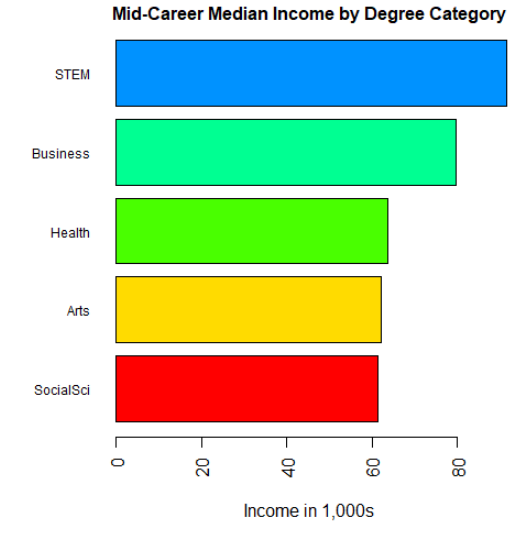 Mid-Career Median Income by Degree Category
STEM
Business
Health
Arts
SocialSci
0 20 40 60 80
Income in 1,000s